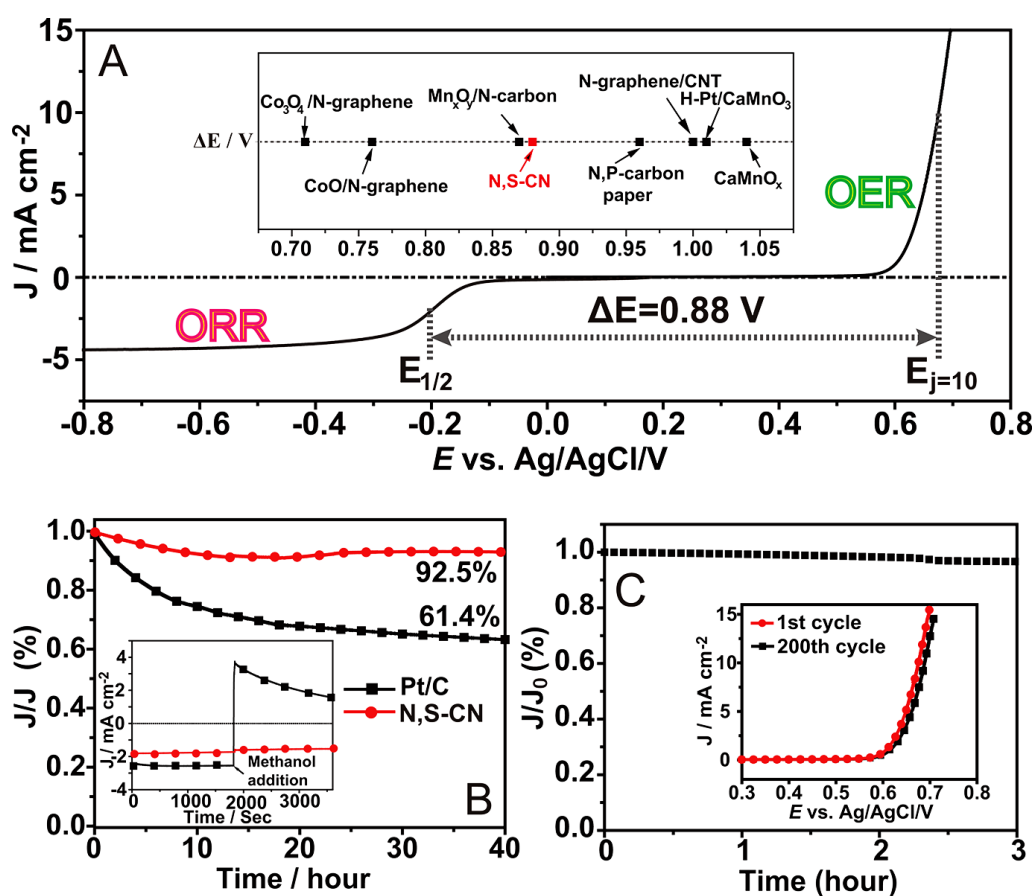 A
J / mA cm-2
15
10
5
0
-5
Co3O4/N-graphene
MnxOy/N-carbon
N-graphene/CNT
H-Pt/CaMnO3
ΔE / V
CoO/N-graphene
N,S-CN
N,P-carbon
paper
CaMnOx
0.70 0.75 0.80 0.85 0.90 0.95 1.00 1.05
OER
ORR
ΔE=0.88 V
E1/2
Ej=10
-0.8 -0.6 -0.4 -0.2 0.0 0.2 0.4 0.6 0.8
E vs. Ag/AgCl/V
B
J/J (%)
1.0
0.8
0.6
0.4
0.2
0.0
92.5%
61.4%
Pt/C
N,S-CN
J / mA cm-2
4
2
0
-2
-4
Methanol
addition
0 1000 2000 3000
Time / Sec
0 10 20 30 40
Time / hour
C
J/J0 (%)
1.0
0.8
0.6
0.4
0.2
0.0
1st cycle
200th cycle
J / mA cm-2
15
10
5
0
0.3 0.4 0.5 0.6 0.7 0.8
E vs. Ag/AgCl/V
0 1 2 3
Time (hour)